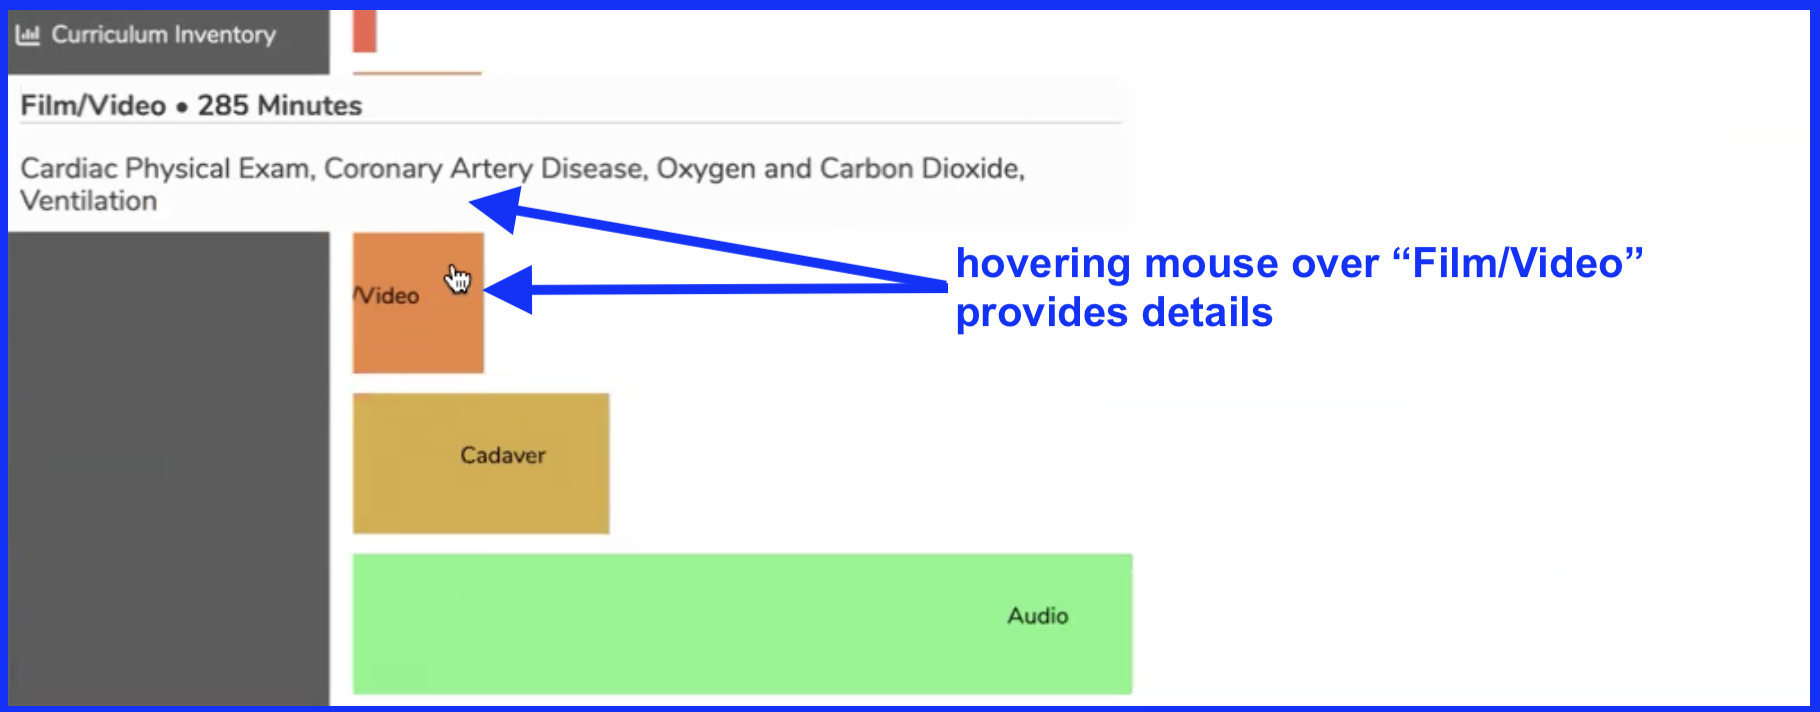 Curriculum Inventory
Film/Video • 285 Minutes
Cardiac Physical Exam, Coronary Artery Disease, Oxygen and Carbon Dioxide,
Ventilation
hovering mouse over “Film/Video”
provides details
/Video
Cadaver
Audio